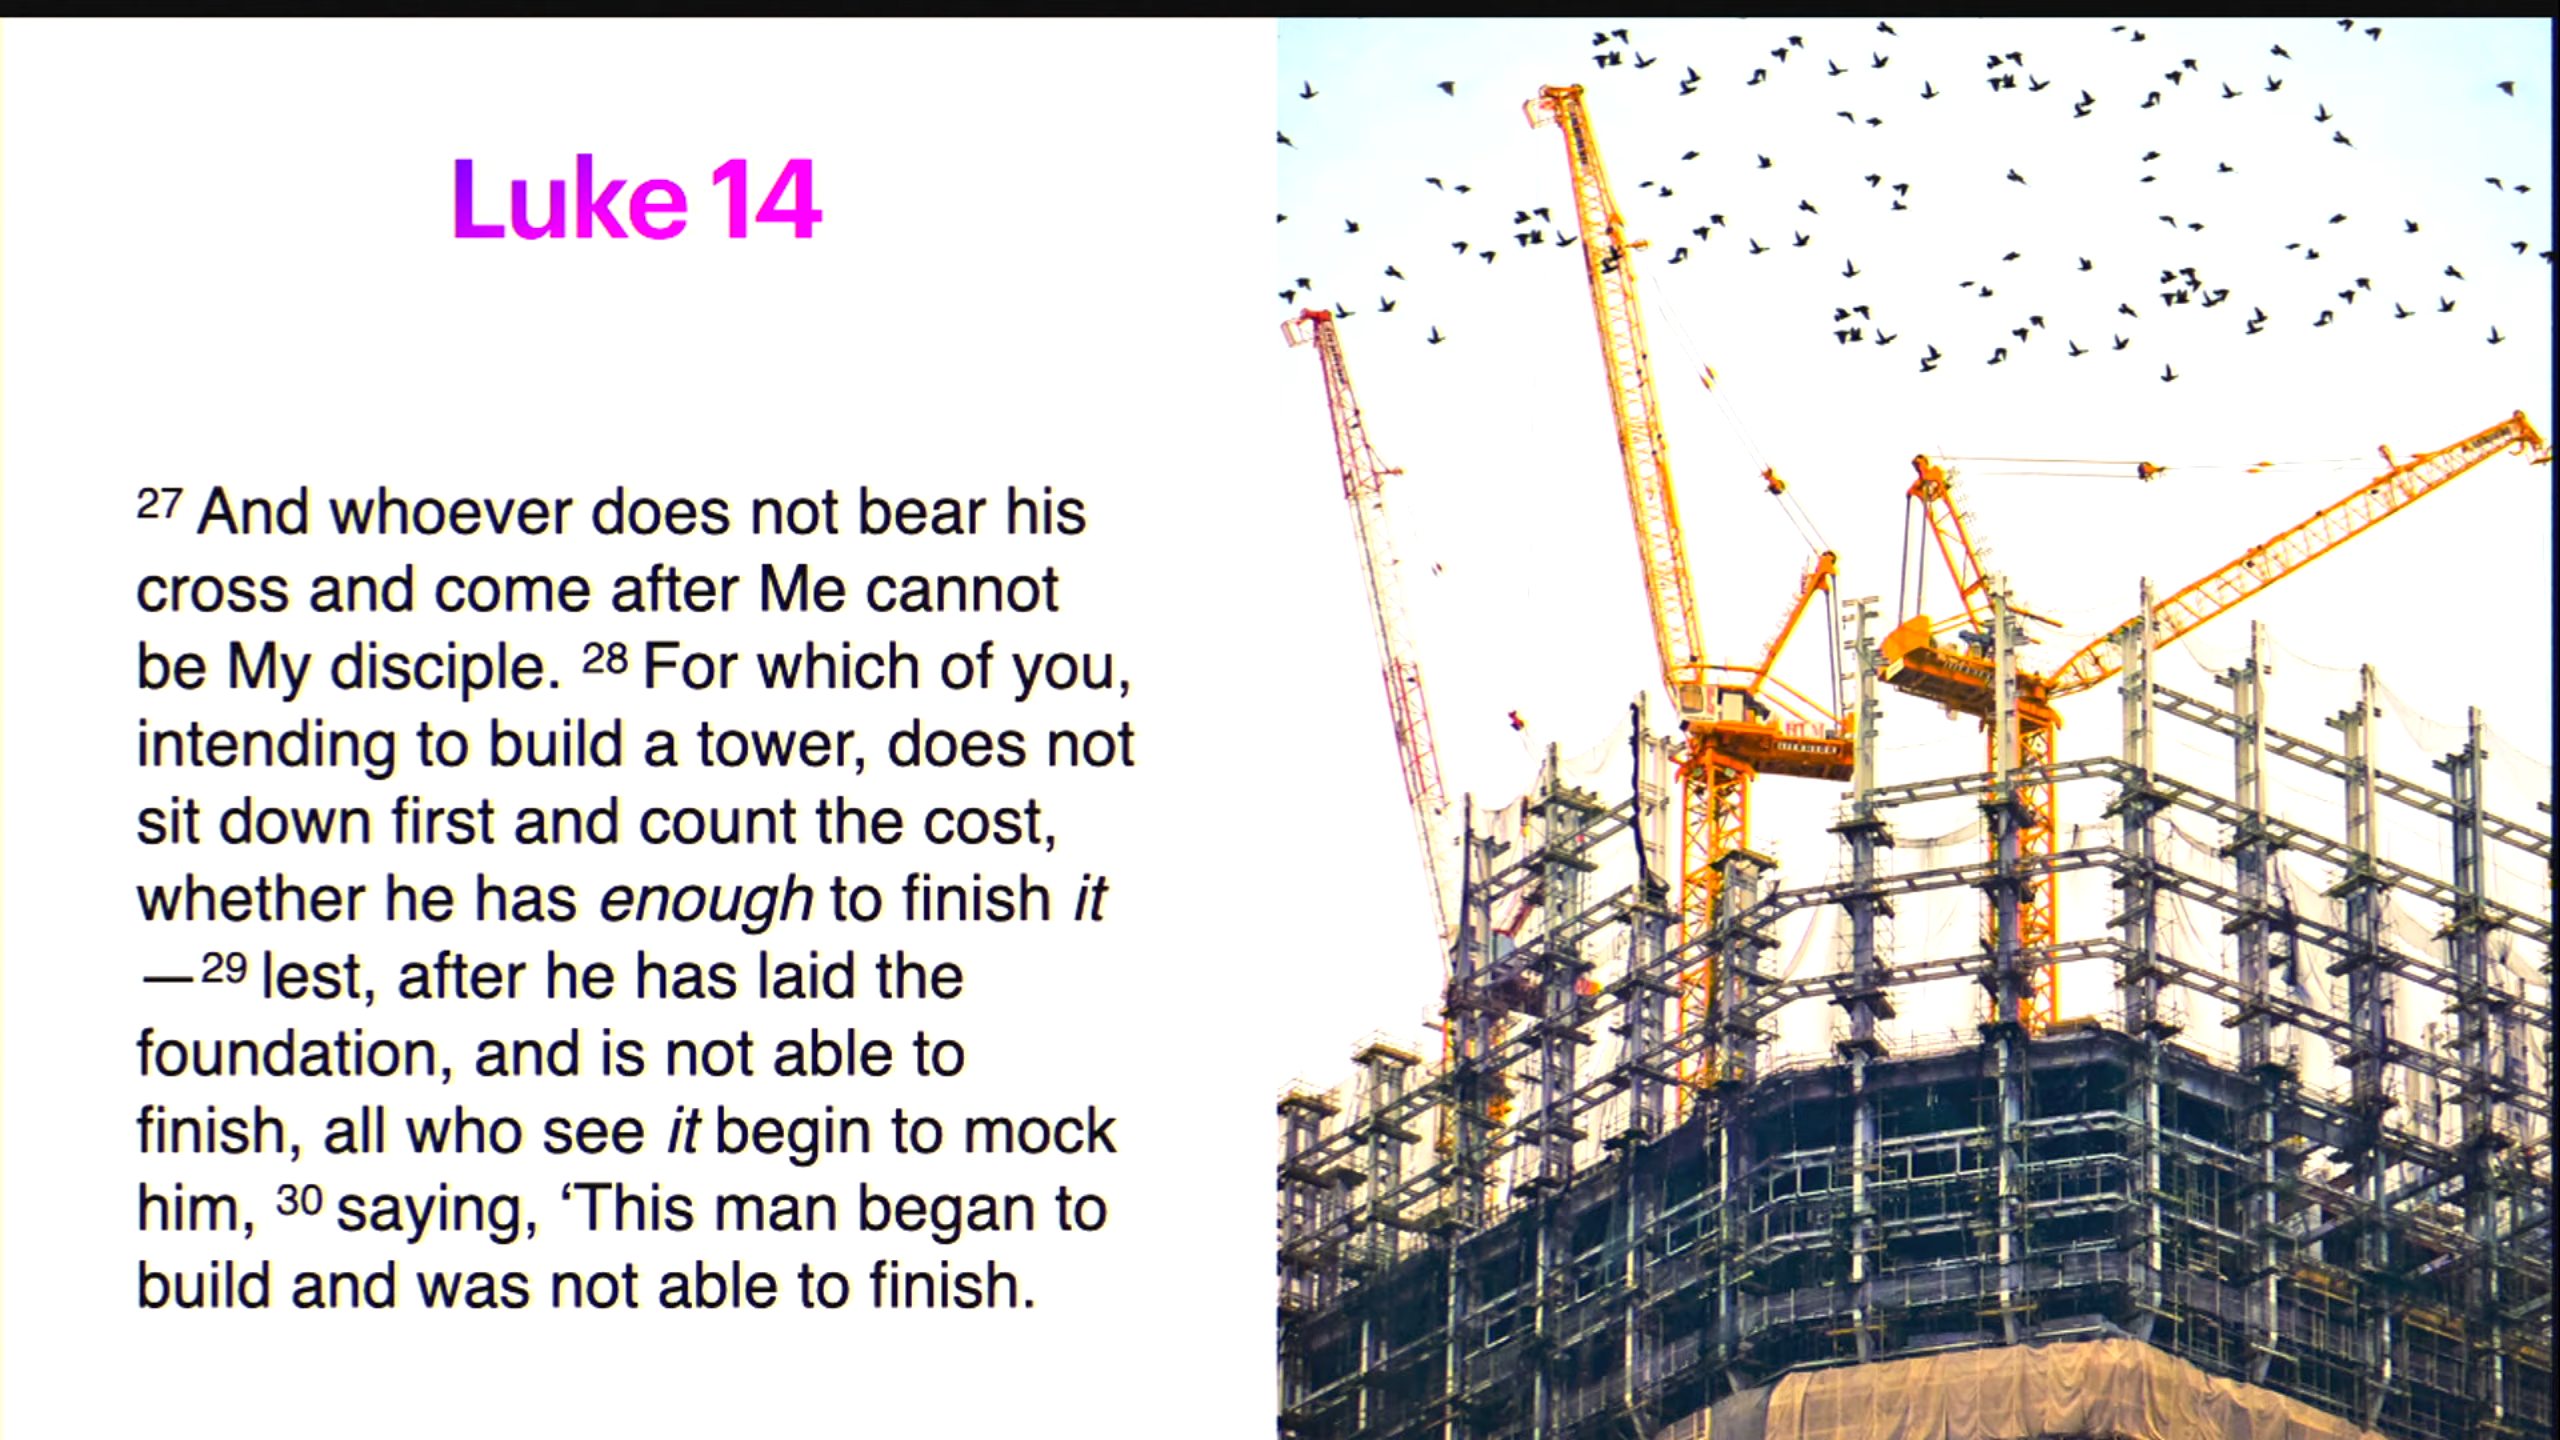 Luke 14
27 And whoever does not bear his
cross and come after Me cannot
be My disciple. 28 For which of you,
intending to build a tower, does not
sit down first and count the cost,
whether he has enough to finish it
—29 lest, after he has laid the
foundation, and is not able to
finish, all who see it begin to mock
him, 30 saying, ‘This man began to
build and was not able to finish.